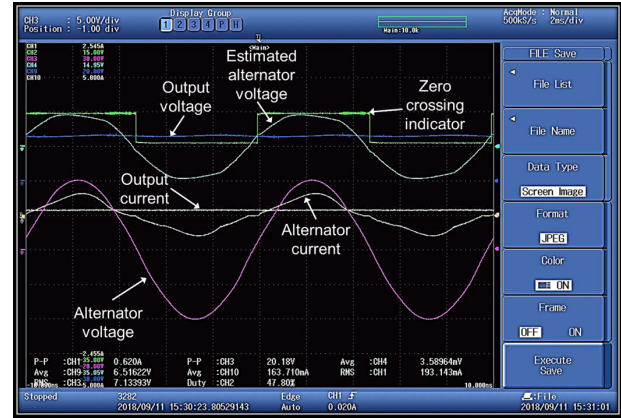 CH3 : 5.00V/div
Position : -1.00 div
Display Group
1 2 3 4 P H
Main:10.0k
AcqMode : Normal
500kS/s 2ms/div
CH1 2.545A
CH2 15.00V
CH3 30.00V
CH4 14.95V
CH9 20.00V
CH10 5.000A
<Main>
Estimated alternator voltage
Output voltage
Zero crossing indicator
Output current
Alternator current
Alternator voltage
P-P :CH1 0.620A P-P :CH3 20.18V Avg :CH4 3.58964mV
Avg :CH9 6.51622V Avg :CH10 163.710mA RMS :CH1 193.143mA
RMS :CH3 7.13393V Duty :CH2 47.80%
-2.455A
-10.000ms
10.000ms
Stopped 3282 Edge CH1
2018/09/11 15:30:23.80529143 Auto 0.020A
FILE Save
File List
File Name
Data Type
Screen Image
Format
JPEG
Color
ON
Frame
OFF ON
Execute
Save
File
2018/09/11 15:31:01